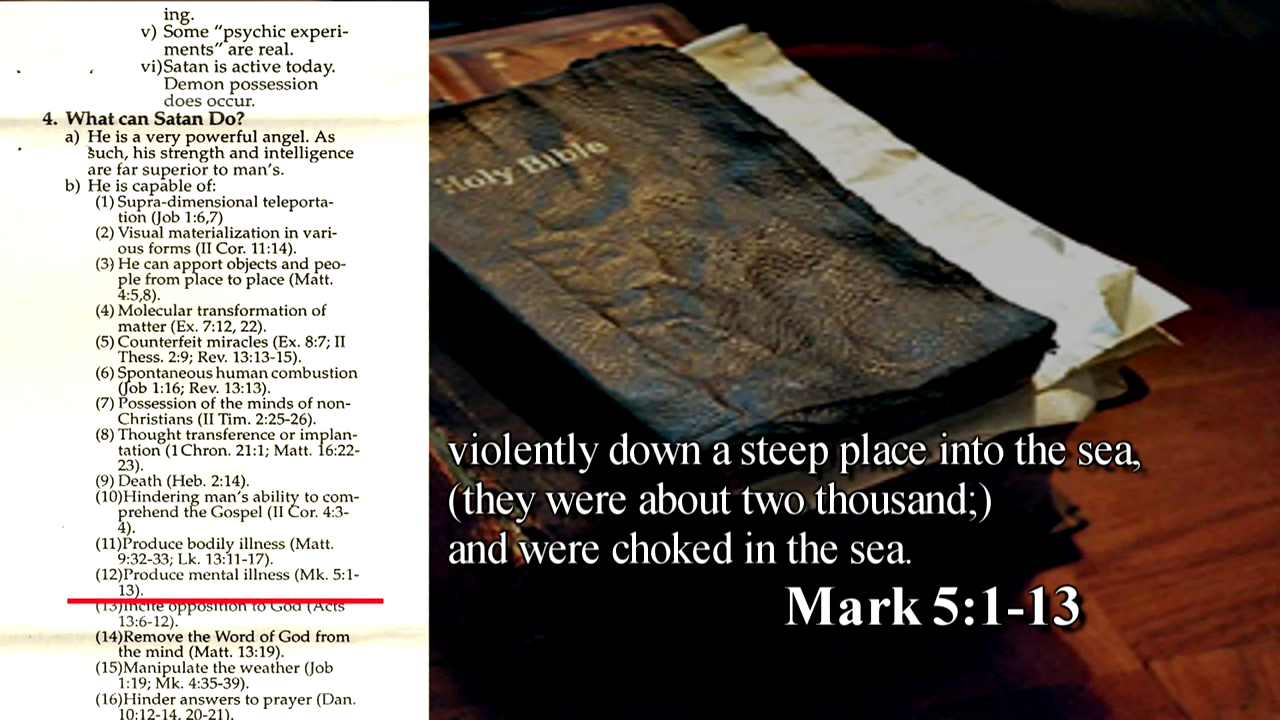 ing.
v) Some “psychic experi-
ments” are real.
vi)Satan is active today.
Demon possession
does occur.
4. What can Satan Do?
a) He is a very powerful angel. As
such, his strength and intelligence
are far superior to man’s.
b) He is capable of:
(1) Supra-dimensional teleporta-
tion (Job 1:6,7)
(2) Visual materialization in vari-
ous forms (II Cor. 11:14).
(3) He can apport objects and peo-
ple from place to place (Matt.
4:5,8).
(4) Molecular transformation of
matter (Ex. 7:12, 22).
(5) Counterfeit miracles (Ex. 8:7; II
Thess. 2:9; Rev. 13:13-15).
(6) Spontaneous human combustion
(Job 1:16; Rev. 13:13).
(7) Possession of the minds of non-
Christians (II Tim. 2:25-26).
(8) Thought transference or implan-
tation (1 Chron. 21:1; Matt. 16:22-
23).
(9) Death (Heb. 2:14).
(10)Hindering man’s ability to com-
prehend the Gospel (II Cor. 4:3-
4).
(11)Produce bodily illness (Matt.
9:32-33; Lk. 13:11-17).
(12)Produce mental illness (Mk. 5:1-
13).
(13)Incite opposition to God (Acts
13:6-12).
(14)Remove the Word of God from
the mind (Matt. 13:19).
(15)Manipulate the weather (Job
1:19; Mk. 4:35-39).
(16)Hinder answers to prayer (Dan.
10:12-14, 20-21).
Holy Bible
violently down a steep place into the sea,
(they were about two thousand;)
and were choked in the sea.
Mark 5:1-13